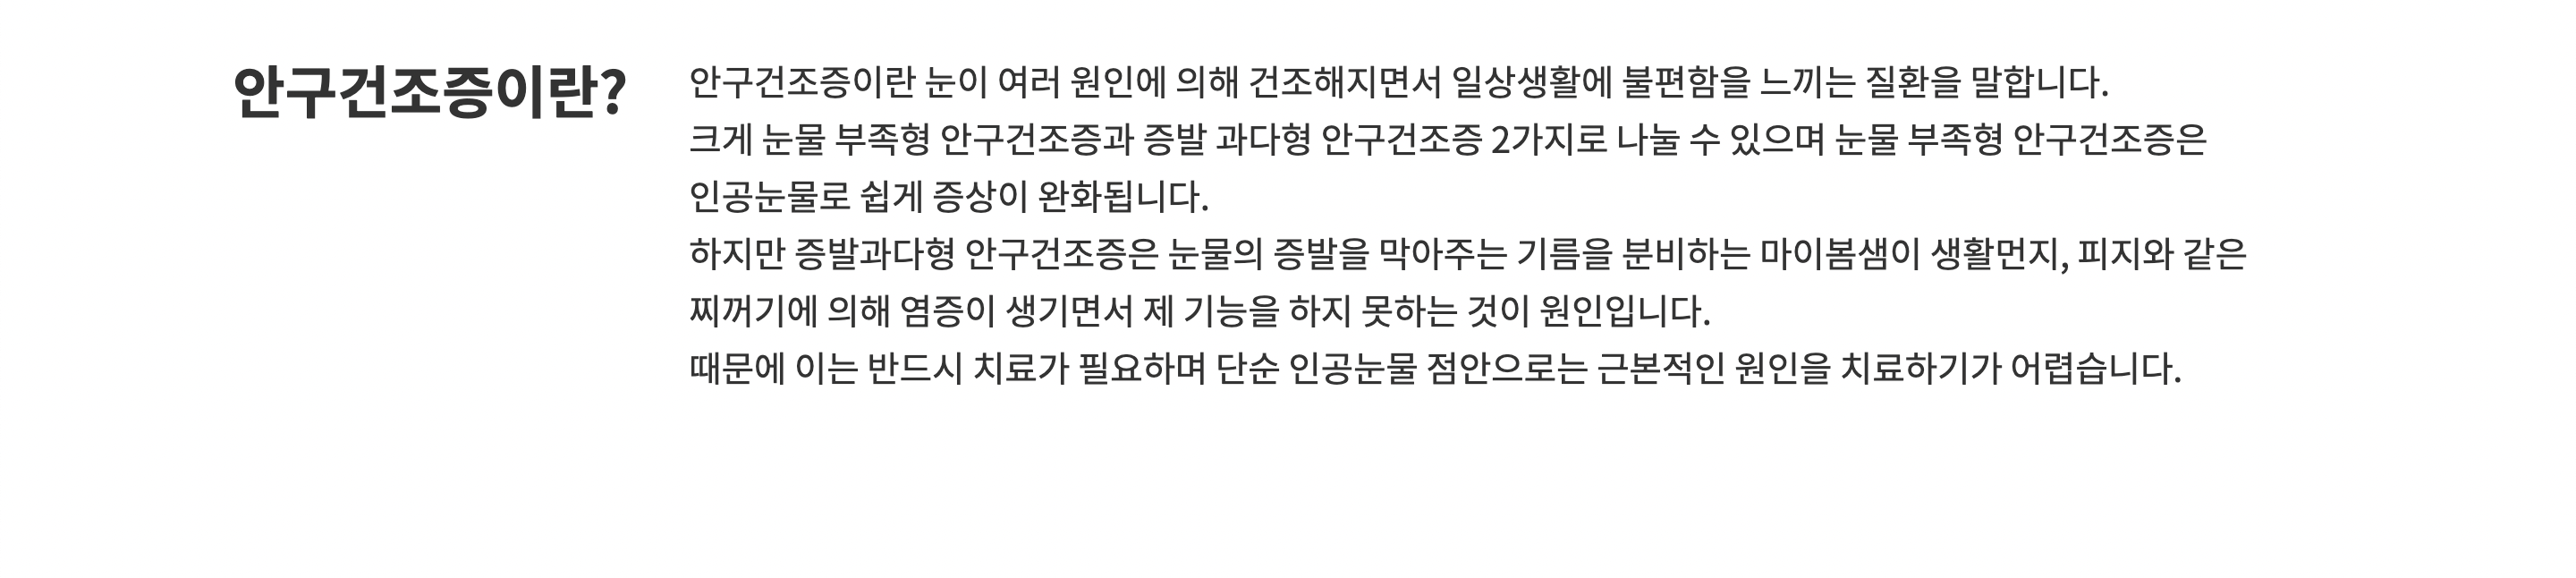 안구건조증이란?
안구건조증이란 눈이 여러 원인에 의해 건조해지면서 일상생활에 불편함을 느끼는 질환을 말합니다.
크게 눈물 부족형 안구건조증과 증발 과다형 안구건조증 2가지로 나눌 수 있으며 눈물 부족형 안구건조증은
인공눈물로 쉽게 증상이 완화됩니다.
하지만 증발과다형 안구건조증은 눈물의 증발을 막아주는 기름을 분비하는 마이봄샘이 생활먼지, 피지와 같은
찌꺼기에 의해 염증이 생기면서 제 기능을 하지 못하는 것이 원인입니다.
때문에 이는 반드시 치료가 필요하며 단순 인공눈물 점안으로는 근본적인 원인을 치료하기가 어렵습니다.